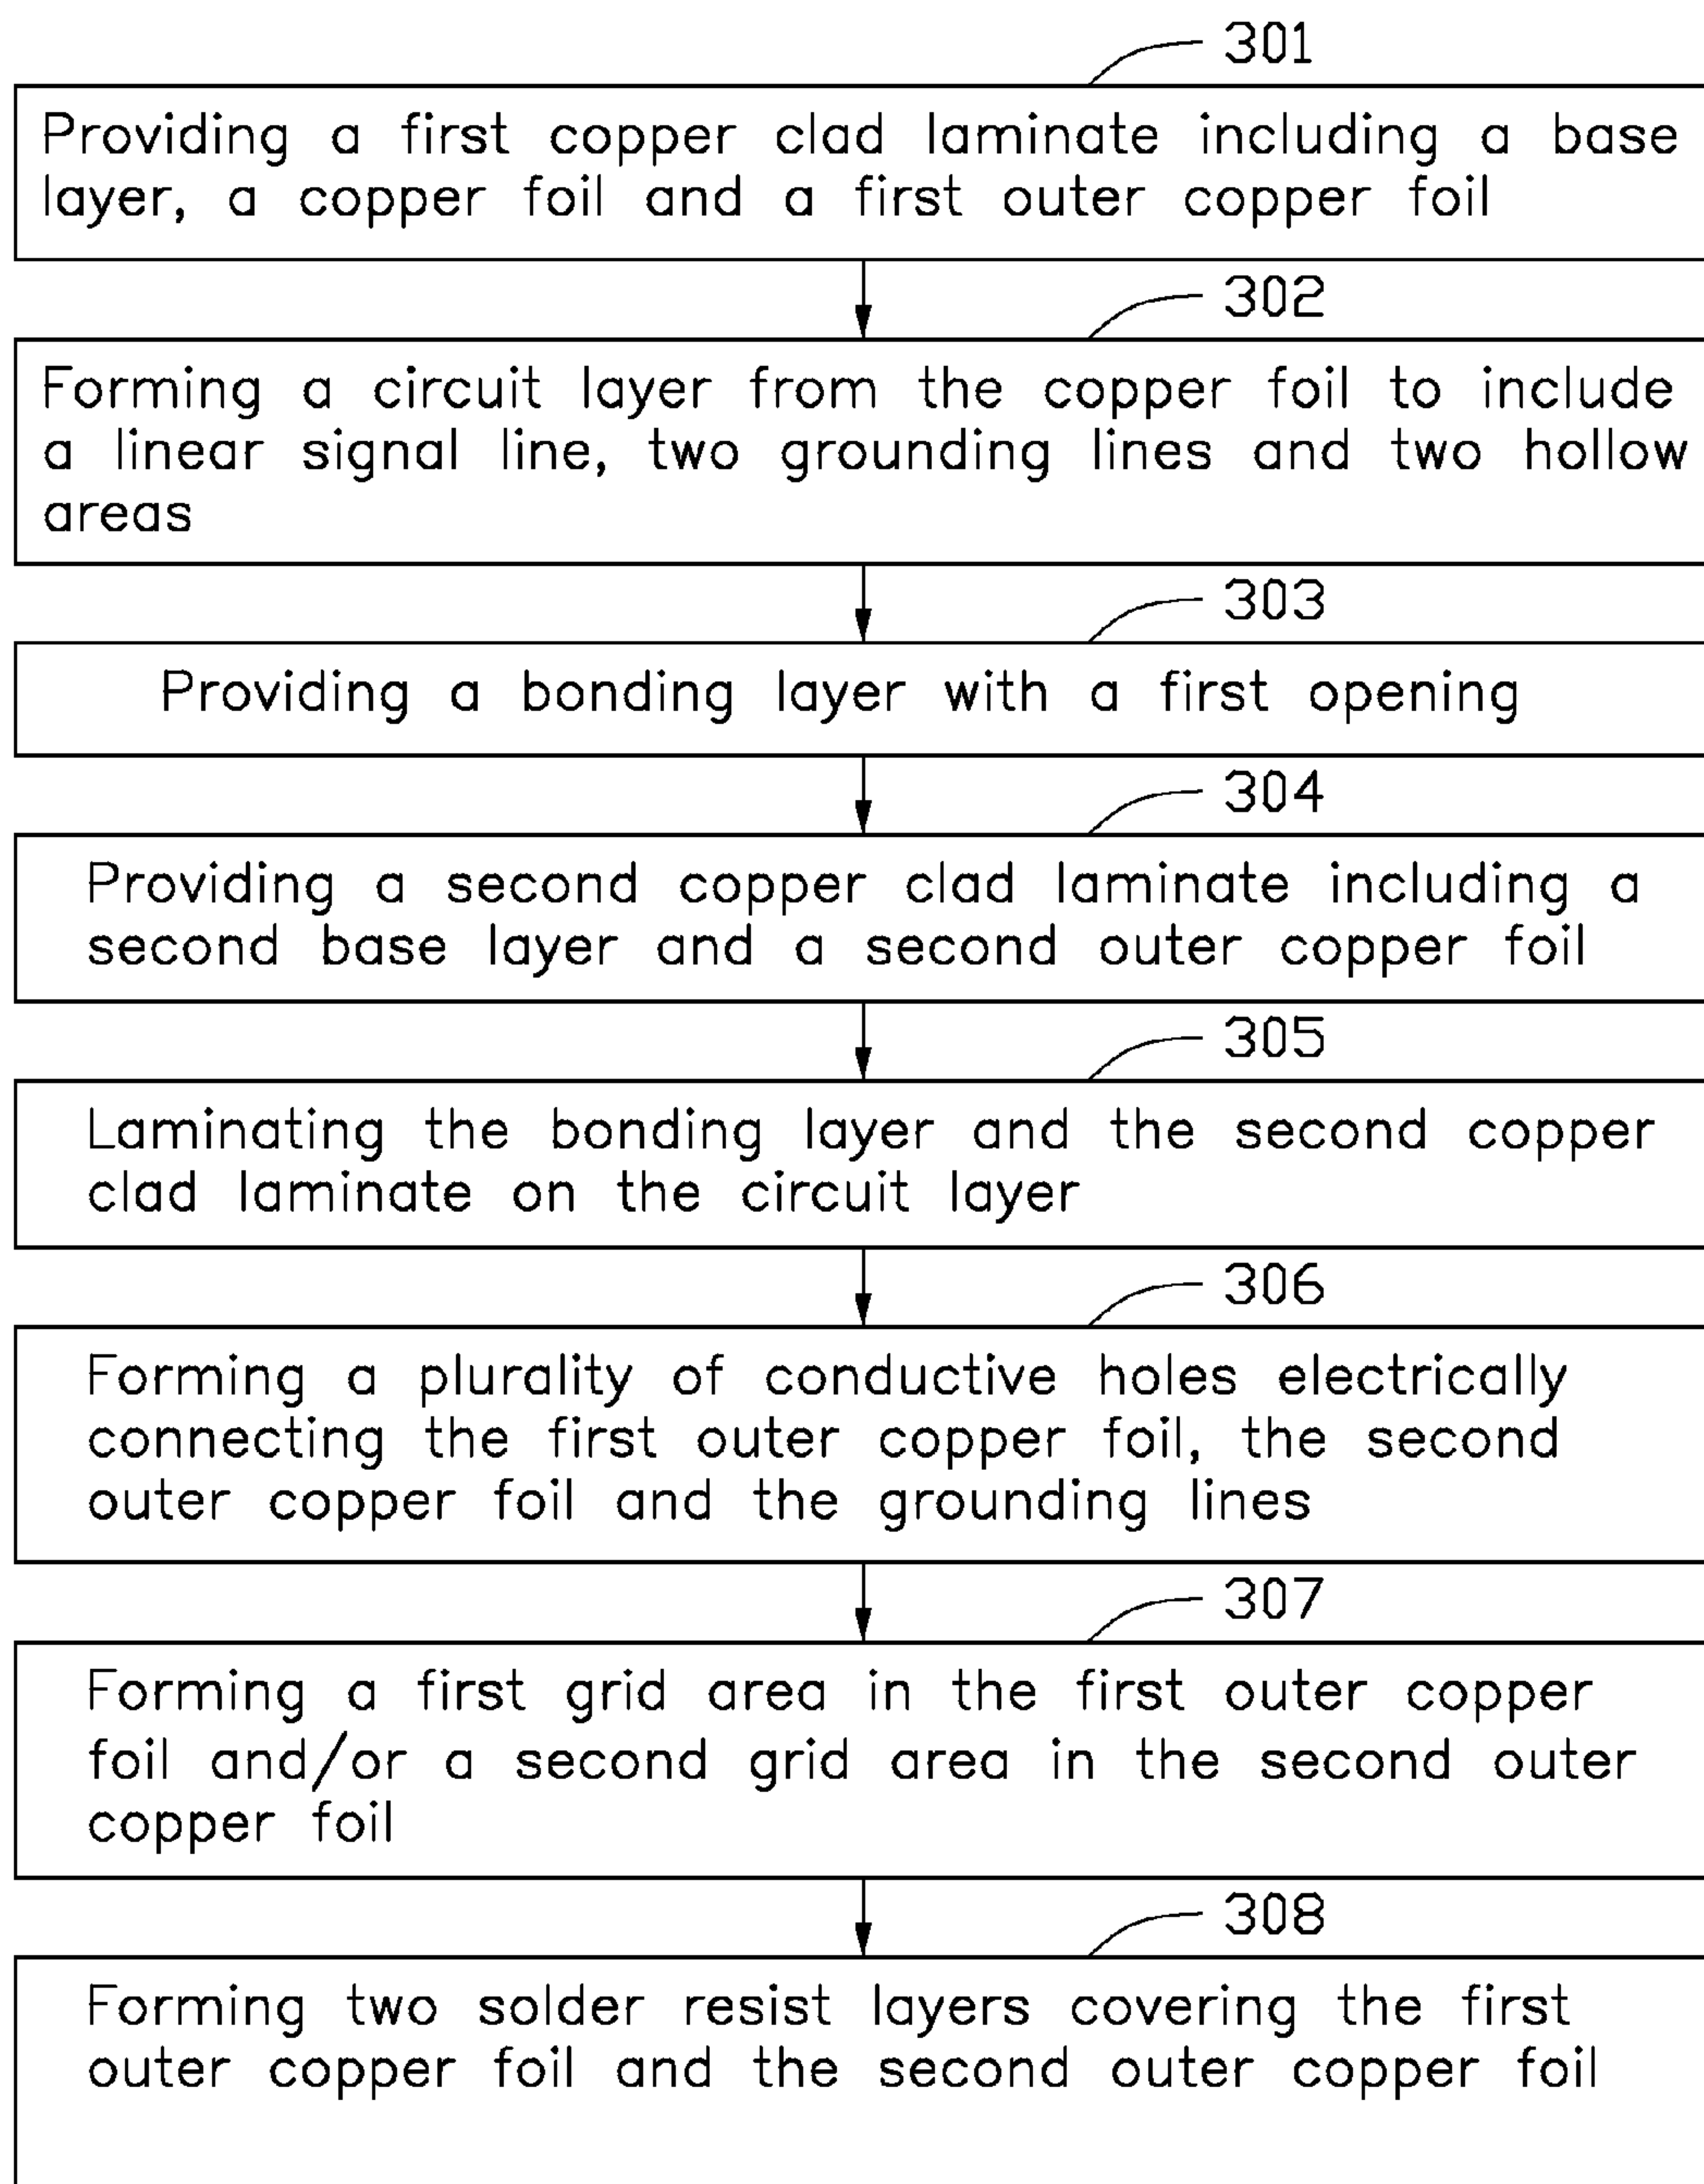 301
Providing a first copper clad laminate including a base
layer, a copper foil and a first outer copper foil
302
Forming a circuit layer from the copper foil to include
a linear signal line, two grounding lines and two hollow
areas
303
Providing a bonding layer with a first opening
304
Providing a second copper clad laminate including a
second base layer and a second outer copper foil
305
Laminating the bonding layer and the second copper
clad laminate on the circuit layer
306
Forming a plurality of conductive holes electrically
connecting the first outer copper foil, the second
outer copper foil and the grounding lines
307
Forming a first grid area in the first outer copper
foil and/or a second grid area in the second outer
copper foil
308
Forming two solder resist layers covering the first
outer copper foil and the second outer copper foil